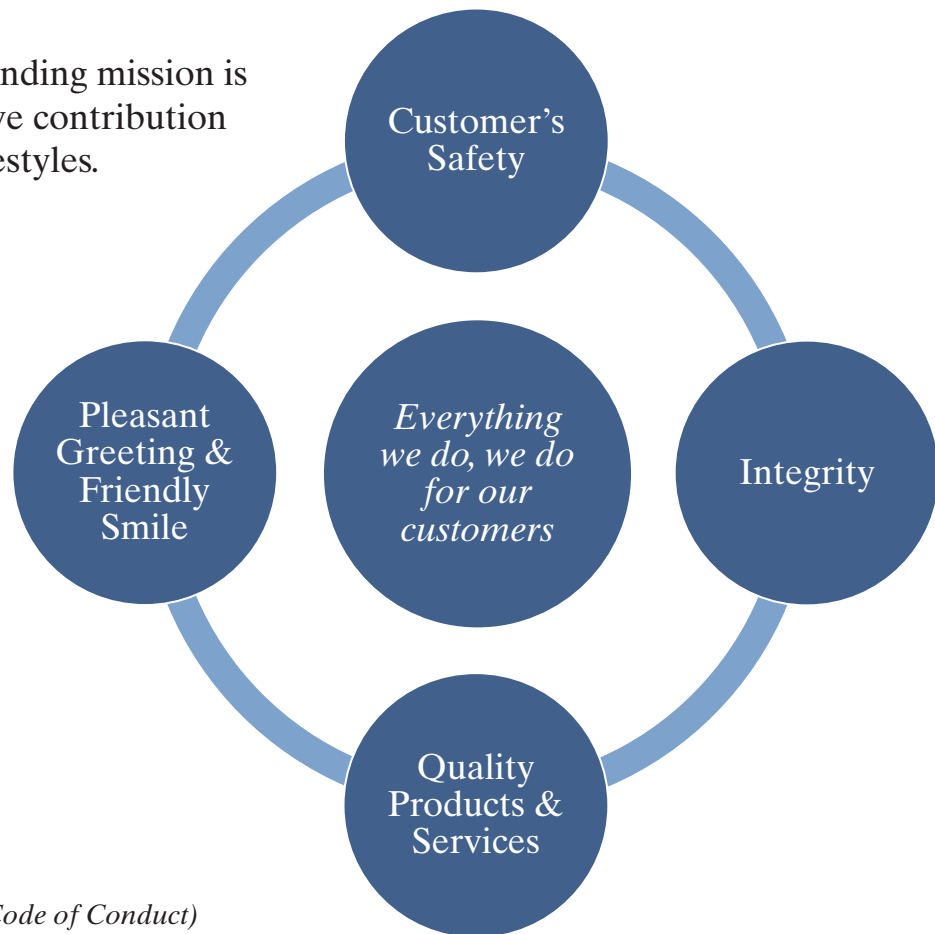 nding mission is
ve contribution
estyles.
Customer’s
Safety
Pleasant
Greeting &
Friendly
Smile
Everything
we do, we do
for our
customers
Integrity
Quality
Products &
Services
Code of Conduct)